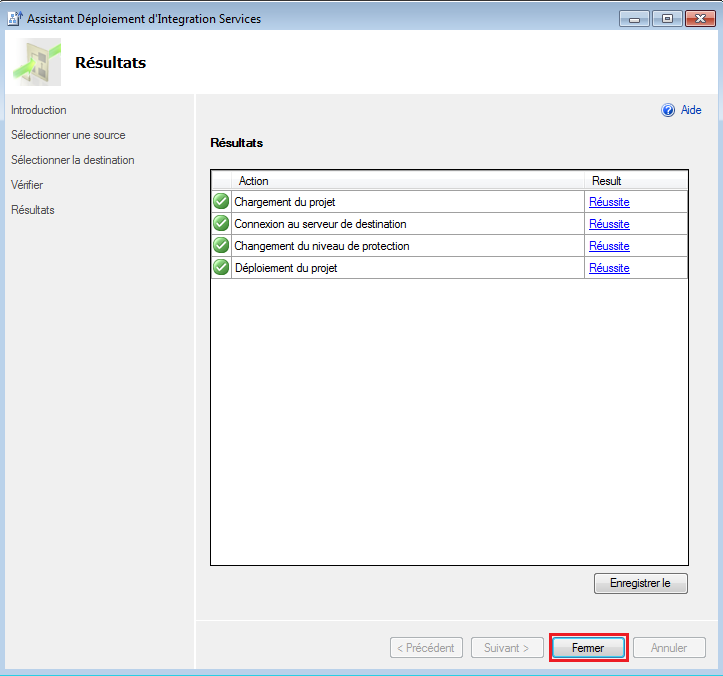 Assistant Déploiement d'Integration Services
Résultats
Introduction
Sélectionner une source
Sélectionner la destination
Vérifier
Résultats
Aide
Résultats
Action Result
Chargement du projet Réussite
Connexion au serveur de destination Réussite
Changement du niveau de protection Réussite
Déploiement du projet Réussite
Enregistrer le
< Précédent Suivant > Fermer Annuler